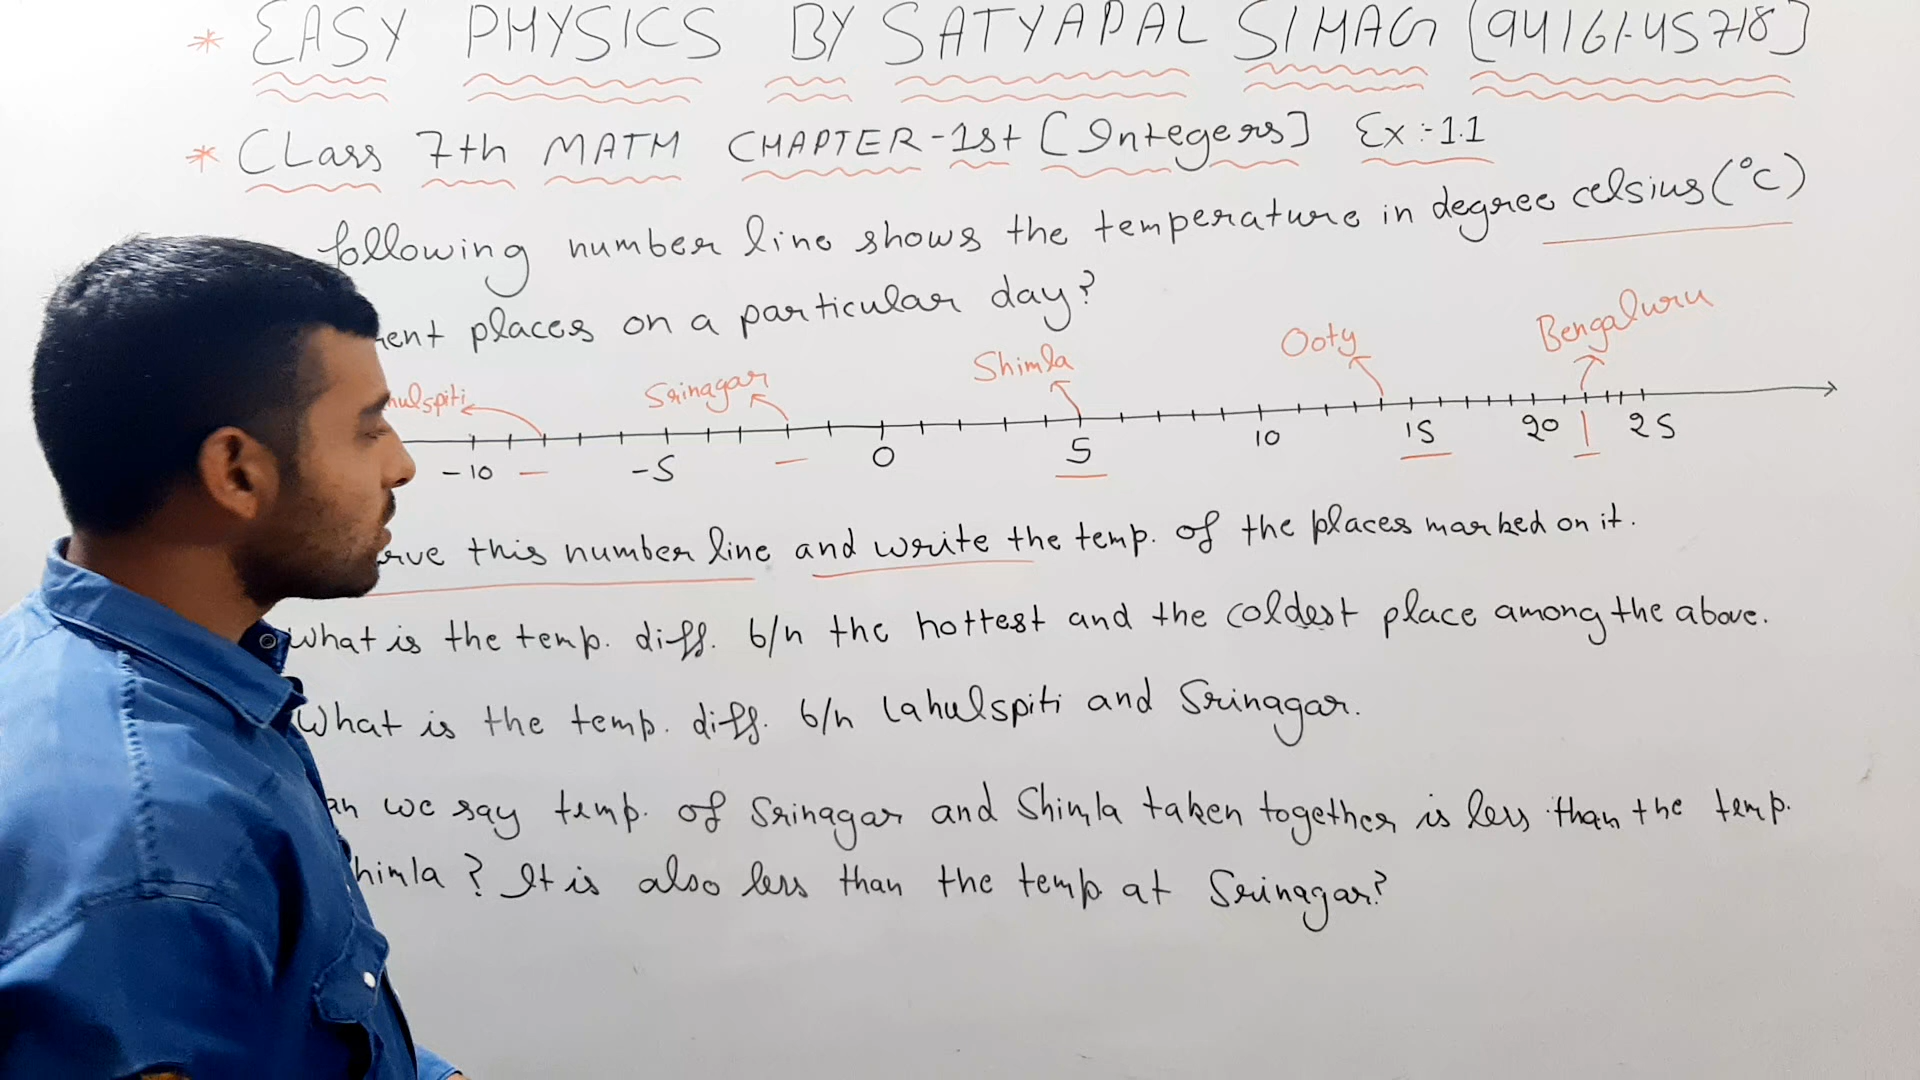 * EASY PHYSICS BY SATYAPAL SIMAG [94161-45718]
* CLass 7th MATH CHAPTER-1st [Integers] Ex:-1.1
following number line shows the temperature in degree celsius (°C)
rent places on a particular day?
hulspiti Srinagar Shimla Ooty Bengaluru
-10 -5 0 5 10 15 20 25
erve this number line and write the temp. of the places marked on it.
What is the temp. diff. b/n the hottest and the coldest place among the above.
What is the temp. diff. b/n Lahulspiti and Srinagar.
an we say temp. of Srinagar and Shimla taken together is less than the temp.
himla? It is also less than the temp at Srinagar?